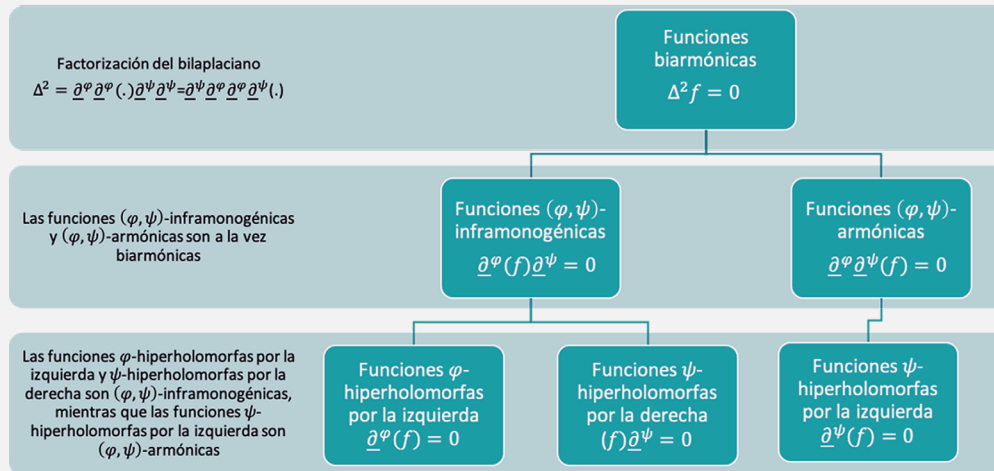 Factorización del bilaplaciano
Δ² = ∂̲^φ ∂̲^φ(.)∂̲^ψ ∂̲^ψ=∂̲^ψ ∂̲^φ ∂̲^φ ∂̲^ψ(.)
Funciones
biarmónicas
Δ²f = 0
Las funciones (φ,ψ)-inframonogénicas
y (φ,ψ)-armónicas son a la vez
biarmónicas
Funciones (φ,ψ)-
inframonogénicas
∂̲^φ(f)∂̲^ψ = 0
Funciones (φ,ψ)-
armónicas
∂̲^φ ∂̲^ψ(f) = 0
Las funciones φ-hiperholomorfas por la
izquierda y ψ-hiperholomorfas por la
derecha son (φ,ψ)-inframonogénicas,
mientras que las funciones ψ-
hiperholomorfas por la izquierda son
(φ,ψ)-armónicas
Funciones φ-
hiperholomorfas
por la izquierda
∂̲^φ(f) = 0
Funciones ψ-
hiperholomorfas
por la derecha
(f)∂̲^ψ = 0
Funciones ψ-
hiperholomorfas
por la izquierda
∂̲^ψ(f) = 0